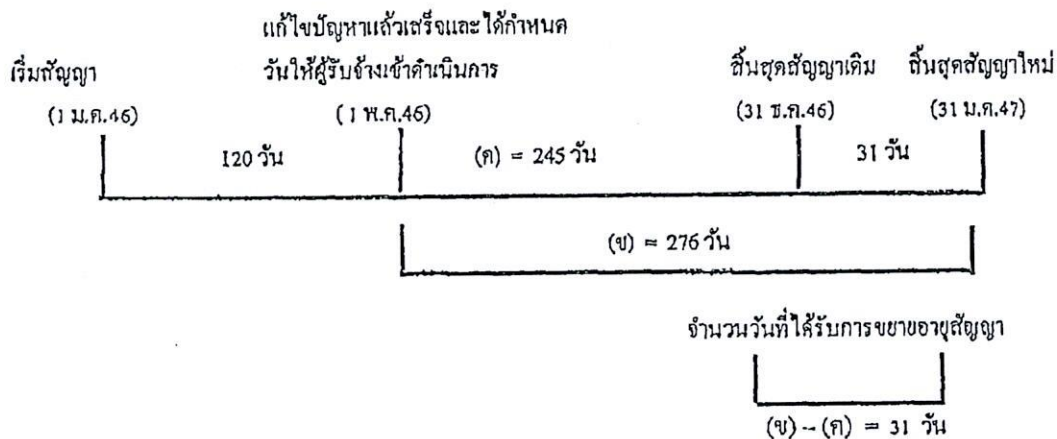 แก้ไขปัญหาแล้วเสร็จและได้กำหนด
เริ่มสัญญา วันให้ผู้รับจ้างเข้าดำเนินการ สิ้นสุดสัญญาเดิม สิ้นสุดสัญญาใหม่
(1 ม.ค.46) (1 พ.ค.46) (31 ธ.ค.46) (31 ม.ค.47)
120 วัน (ค) = 245 วัน 31 วัน
(ข) = 276 วัน
จำนวนวันที่ได้รับการขยายอายุสัญญา
(ข) - (ค) = 31 วัน